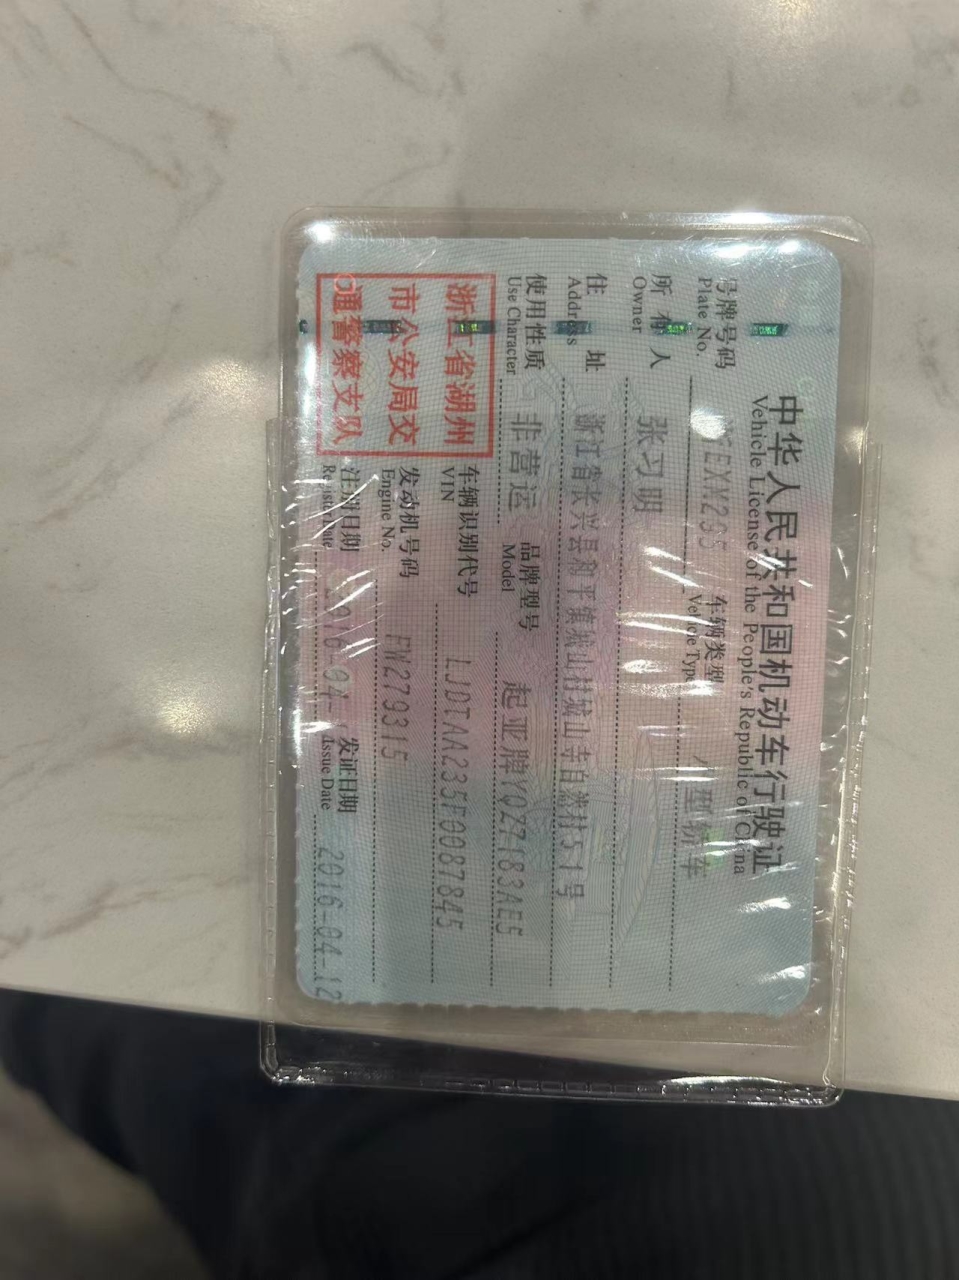 中华人民共和国机动车行驶证
Vehicle License of the People's Republic of China
号牌号码 车辆类型 小型轿车
Plate No. Vehicle Type
所有人 张习明
Owner
住址 浙江省长兴县和平镇城山村城山寺自然村51号
Address
使用性质 非营运 品牌型号 起亚牌YQZ7183AE5
Use Character Model
浙江省湖州
市公安局交
通警察支队
车辆识别代号 LJDTAA235F0087845
VIN
发动机号码 FW279315
Engine No.
注册日期 2016-04- 发证日期 2016-04-12
Register Date Issue Date